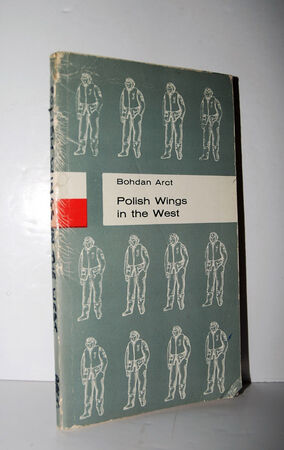 Bohdan Arct
Polish Wings
in the West